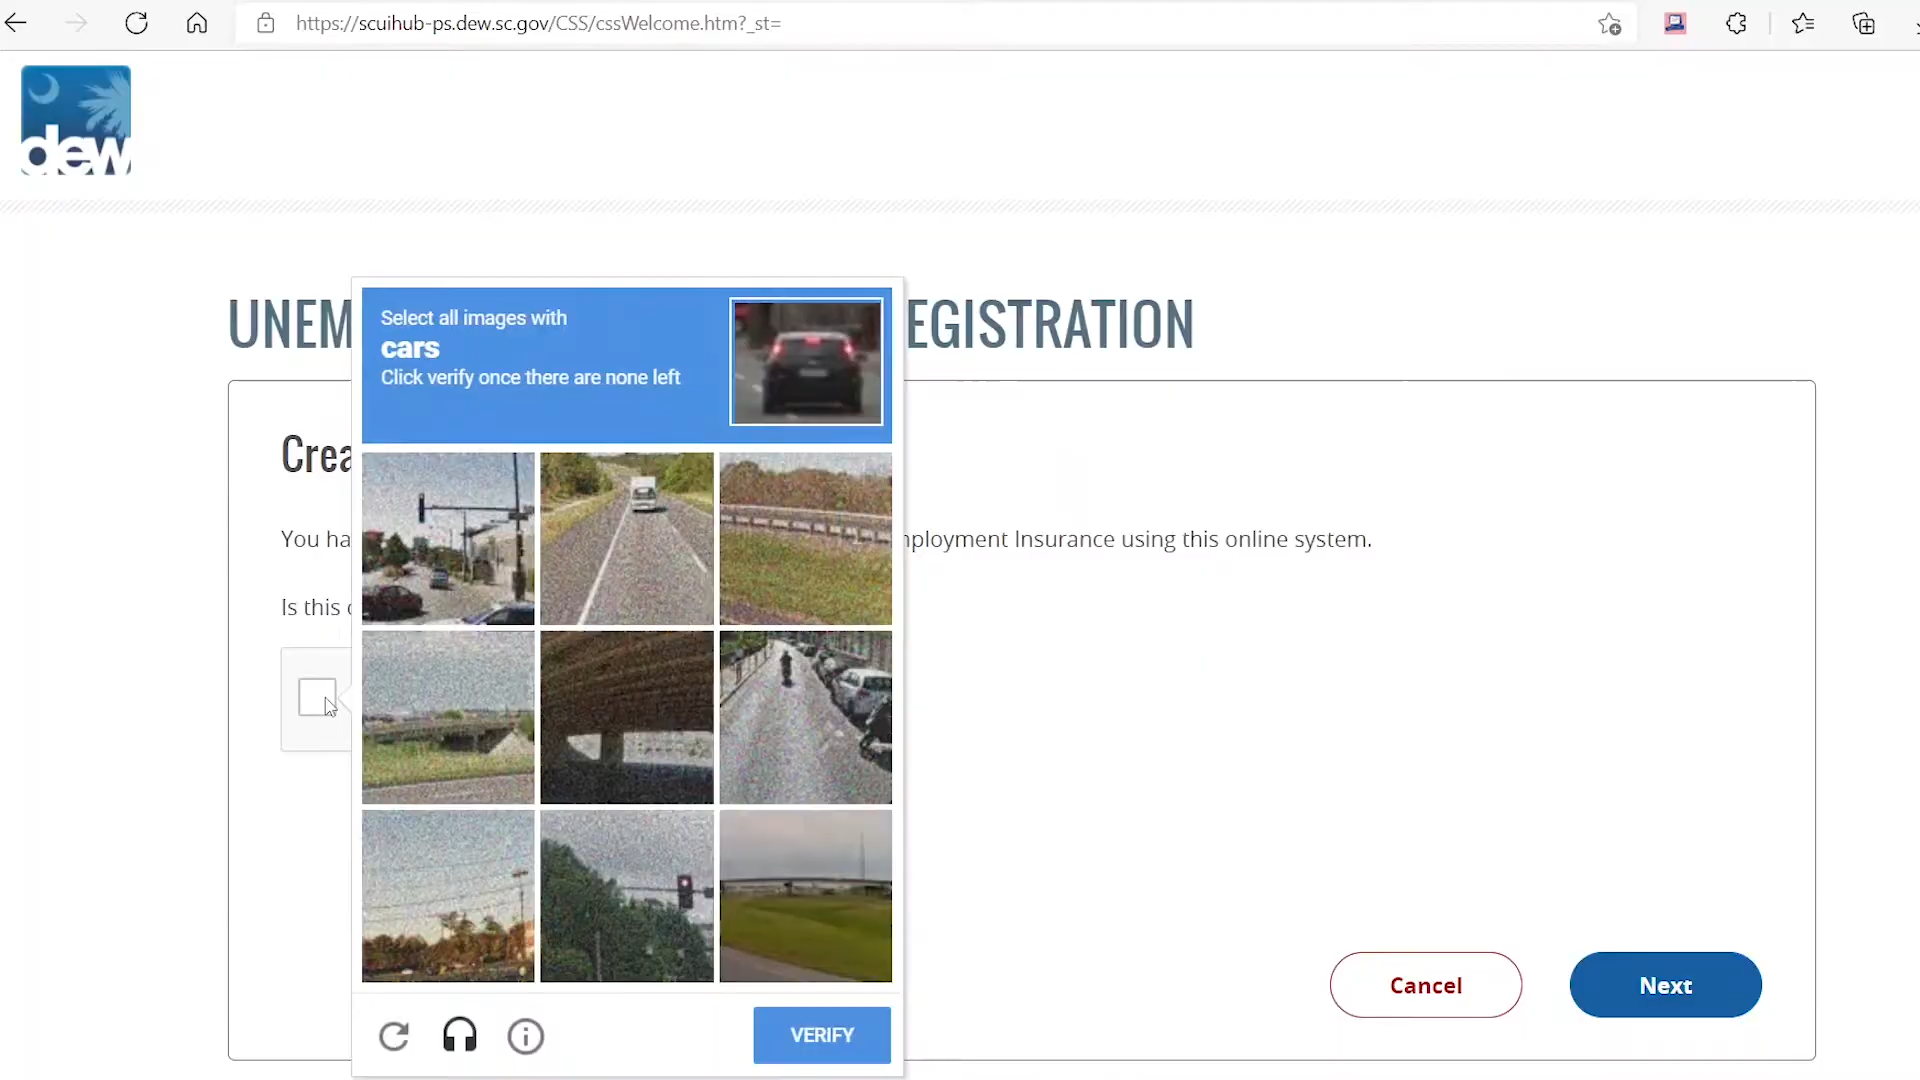 https://scuihub-ps.dew.sc.gov/CSS/cssWelcome.htm?_st=
dew
UNEM
EGISTRATION
Select all images with
cars
Click verify once there are none left
Crea
You ha
ployment Insurance using this online system.
Is this
VERIFY
Cancel
Next